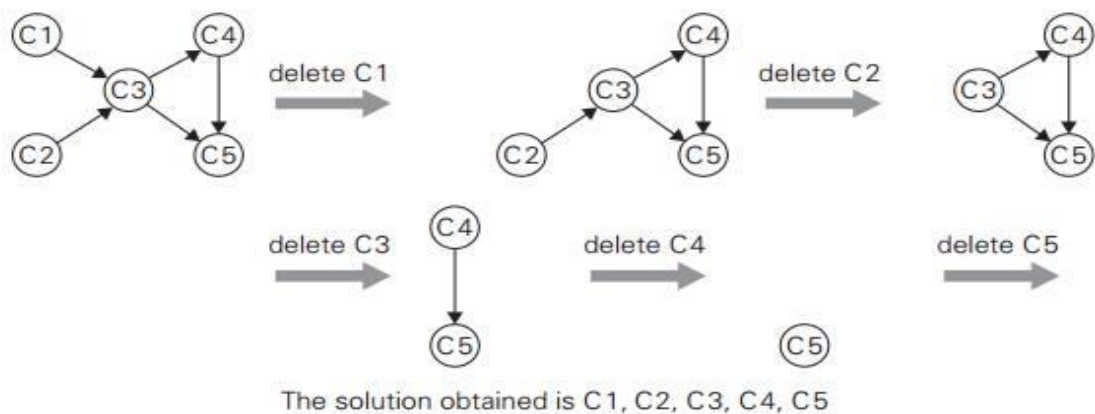 C1 C4 C4 C4
delete C1 delete C2
C3 C3 C3
C2 C5 C2 C5 C5
delete C3 C4 delete C4 delete C5
C5 C5
The solution obtained is C1, C2, C3, C4, C5